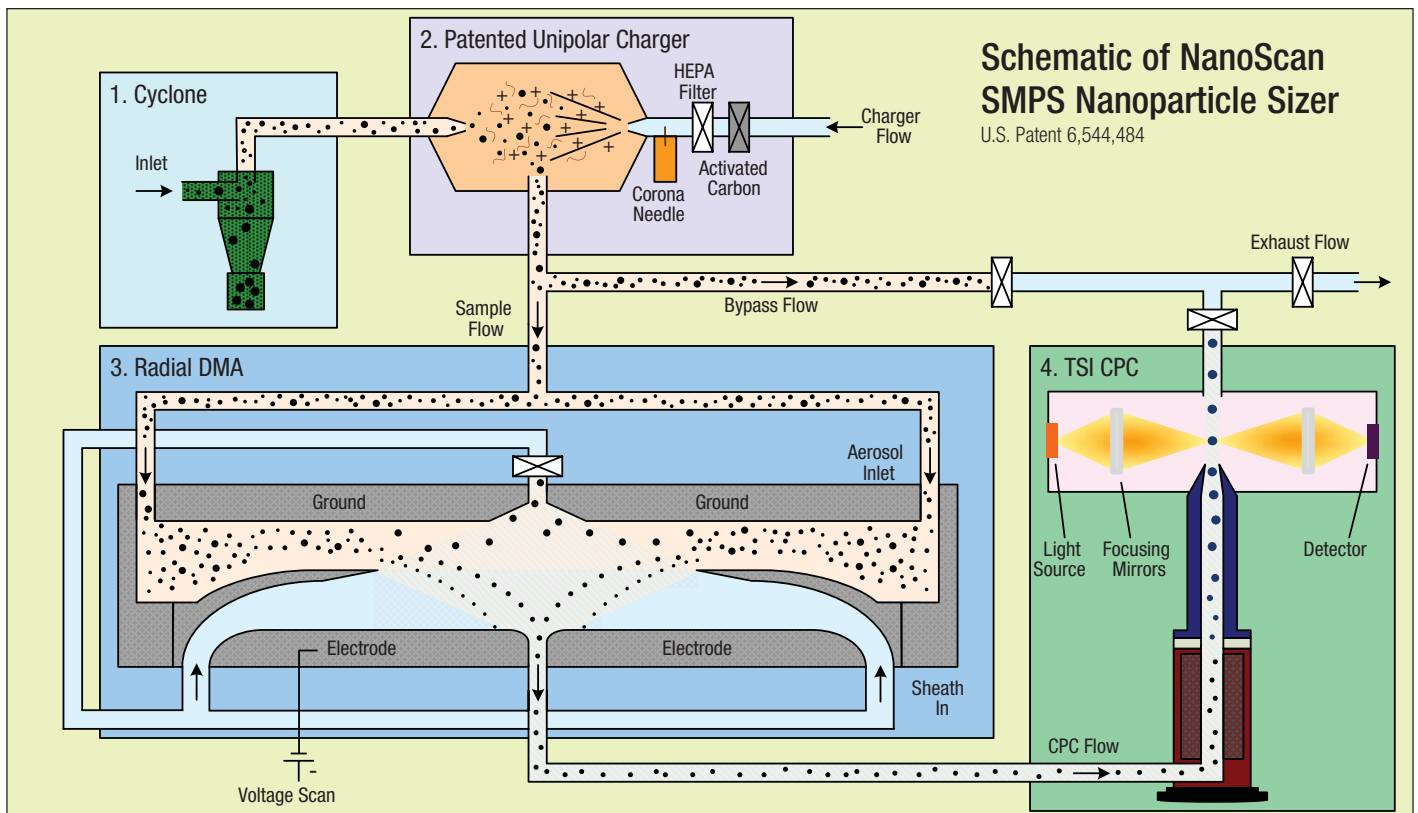 Schematic of NanoScan
SMPS Nanoparticle Sizer
U.S. Patent 6,544,484
1. Cyclone
Inlet
2. Patented Unipolar Charger
HEPA
Filter
Charger
Flow
Activated
Carbon
Corona
Needle
Exhaust Flow
Bypass Flow
Sample
Flow
3. Radial DMA
Aerosol
Inlet
Ground
Ground
Electrode
Electrode
Sheath
In
-
Voltage Scan
4. TSI CPC
Light
Source
Focusing
Mirrors
Detector
CPC Flow